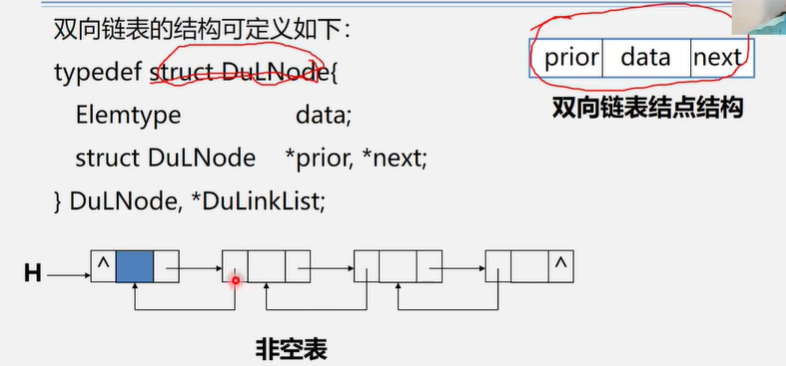 双向链表的结构可定义如下：
typedef struct DuLNode{
Elemtype data;
struct DuLNode *prior, *next;
} DuLNode, *DuLinkList;
prior data next
双向链表结点结构
H ^ ^
非空表